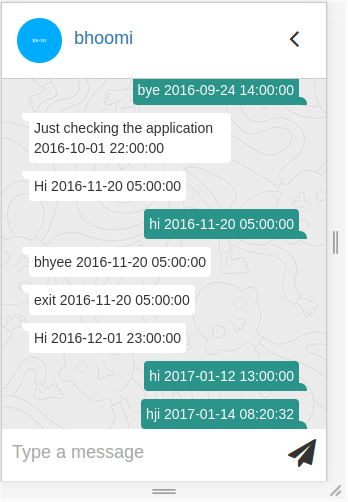 bhoomi
bye 2016-09-24 14:00:00
Just checking the application
2016-10-01 22:00:00
Hi 2016-11-20 05:00:00
hi 2016-11-20 05:00:00
bhyee 2016-11-20 05:00:00
exit 2016-11-20 05:00:00
Hi 2016-12-01 23:00:00
hi 2017-01-12 13:00:00
hji 2017-01-14 08:20:32
Type a message